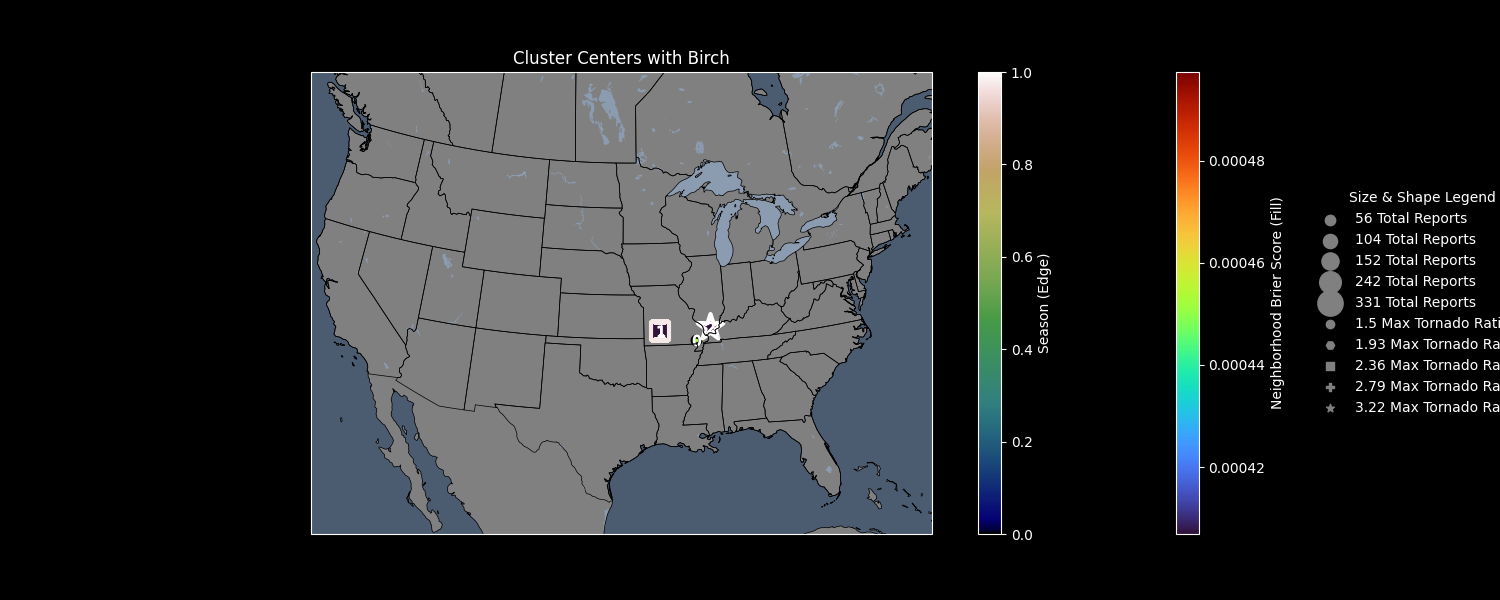 Cluster Centers with Birch
1
1.0
0.8
0.6
0.4
0.2
0.0
Season (Edge)
0.00048
0.00046
0.00044
0.00042
Neighborhood Brier Score (Fill)
Size & Shape Legend
56 Total Reports
104 Total Reports
152 Total Reports
242 Total Reports
331 Total Reports
1.5 Max Tornado Rati
1.93 Max Tornado Ra
2.36 Max Tornado Ra
2.79 Max Tornado Ra
3.22 Max Tornado Ra